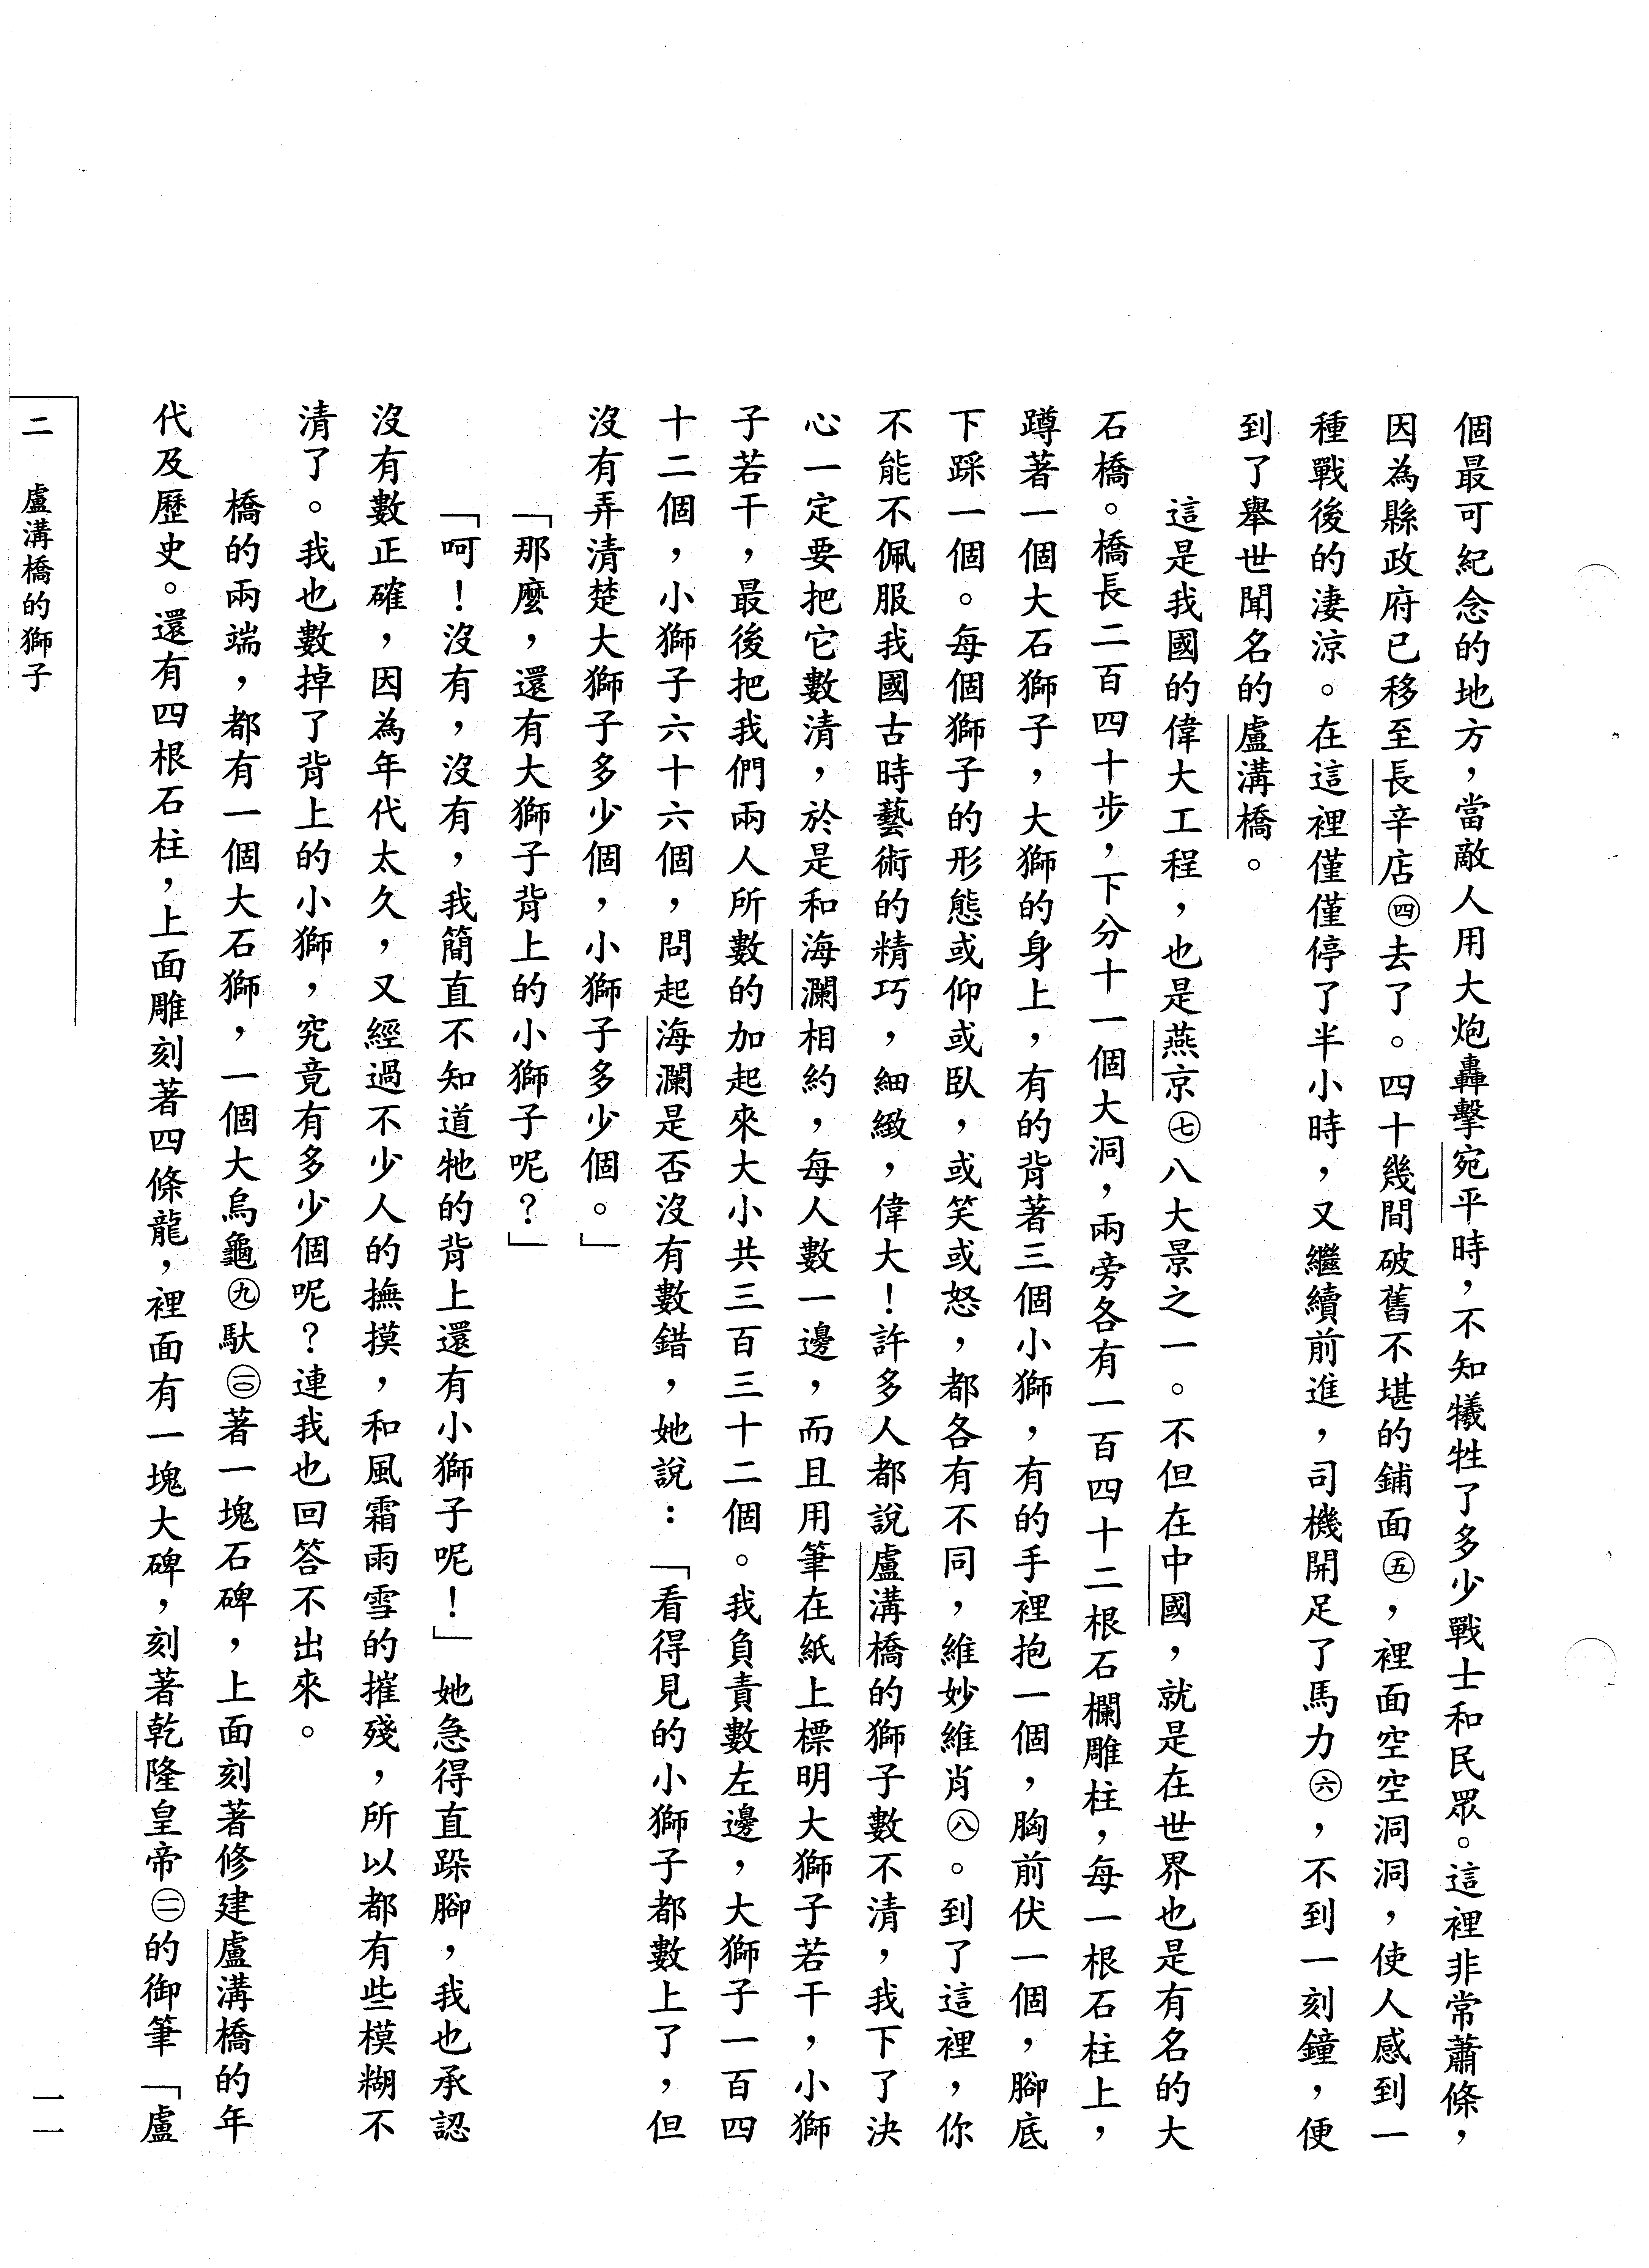 個最可紀念的地方，當敵人用大炮轟擊宛平時，不知犧牲了多少戰士和民眾。這裡非常蕭條，
因為縣政府已移至長辛店㊃去了。四十幾間破舊不堪的鋪面㊄，裡面空空洞洞，使人感到一
種戰後的淒涼。在這裡僅僅停了半小時，又繼續前進，司機開足了馬力㊅，不到一刻鐘，便
到了舉世聞名的盧溝橋。
這是我國的偉大工程，也是燕京㊆八大景之一。不但在中國，就是在世界也是有名的大
石橋。橋長二百四十步，下分十一個大洞，兩旁各有一百四十二根石欄雕柱，每一根石柱上，
蹲著一個大石獅子，大獅的身上，有的背著三個小獅，有的手裡抱一個，胸前伏一個，腳底
下踩一個。每個獅子的形態或仰或臥，或笑或怒，都各有不同，維妙維肖㊇。到了這裡，你
不能不佩服我國古時藝術的精巧，細緻，偉大！許多人都說盧溝橋的獅子數不清，我下了決
心一定要把它數清，於是和海瀾相約，每人數一邊，而且用筆在紙上標明大獅子若干，小獅
子若干，最後把我們兩人所數的加起來大小共三百三十二個。我負責數左邊，大獅子一百四
十二個，小獅子六十六個，問起海瀾是否沒有數錯，她說：「看得見的小獅子都數上了，但
沒有弄清楚大獅子多少個，小獅子多少個。」
「那麼，還有大獅子背上的小獅子呢？」
「呵！沒有，沒有，我簡直不知道牠的背上還有小獅子呢！」她急得直跺腳，我也承認
沒有數正確，因為年代太久，又經過不少人的撫摸，和風霜雨雪的摧殘，所以都有些模糊不
清了。我也數掉了背上的小獅，究竟有多少個呢？連我也回答不出來。
橋的兩端，都有一個大石獅，一個大烏龜㊈馱㊉著一塊石碑，上面刻著修建盧溝橋的年
代及歷史。還有四根石柱，上面雕刻著四條龍，裡面有一塊大碑，刻著乾隆皇帝㈡的御筆「盧
二　盧溝橋的獅子
一一